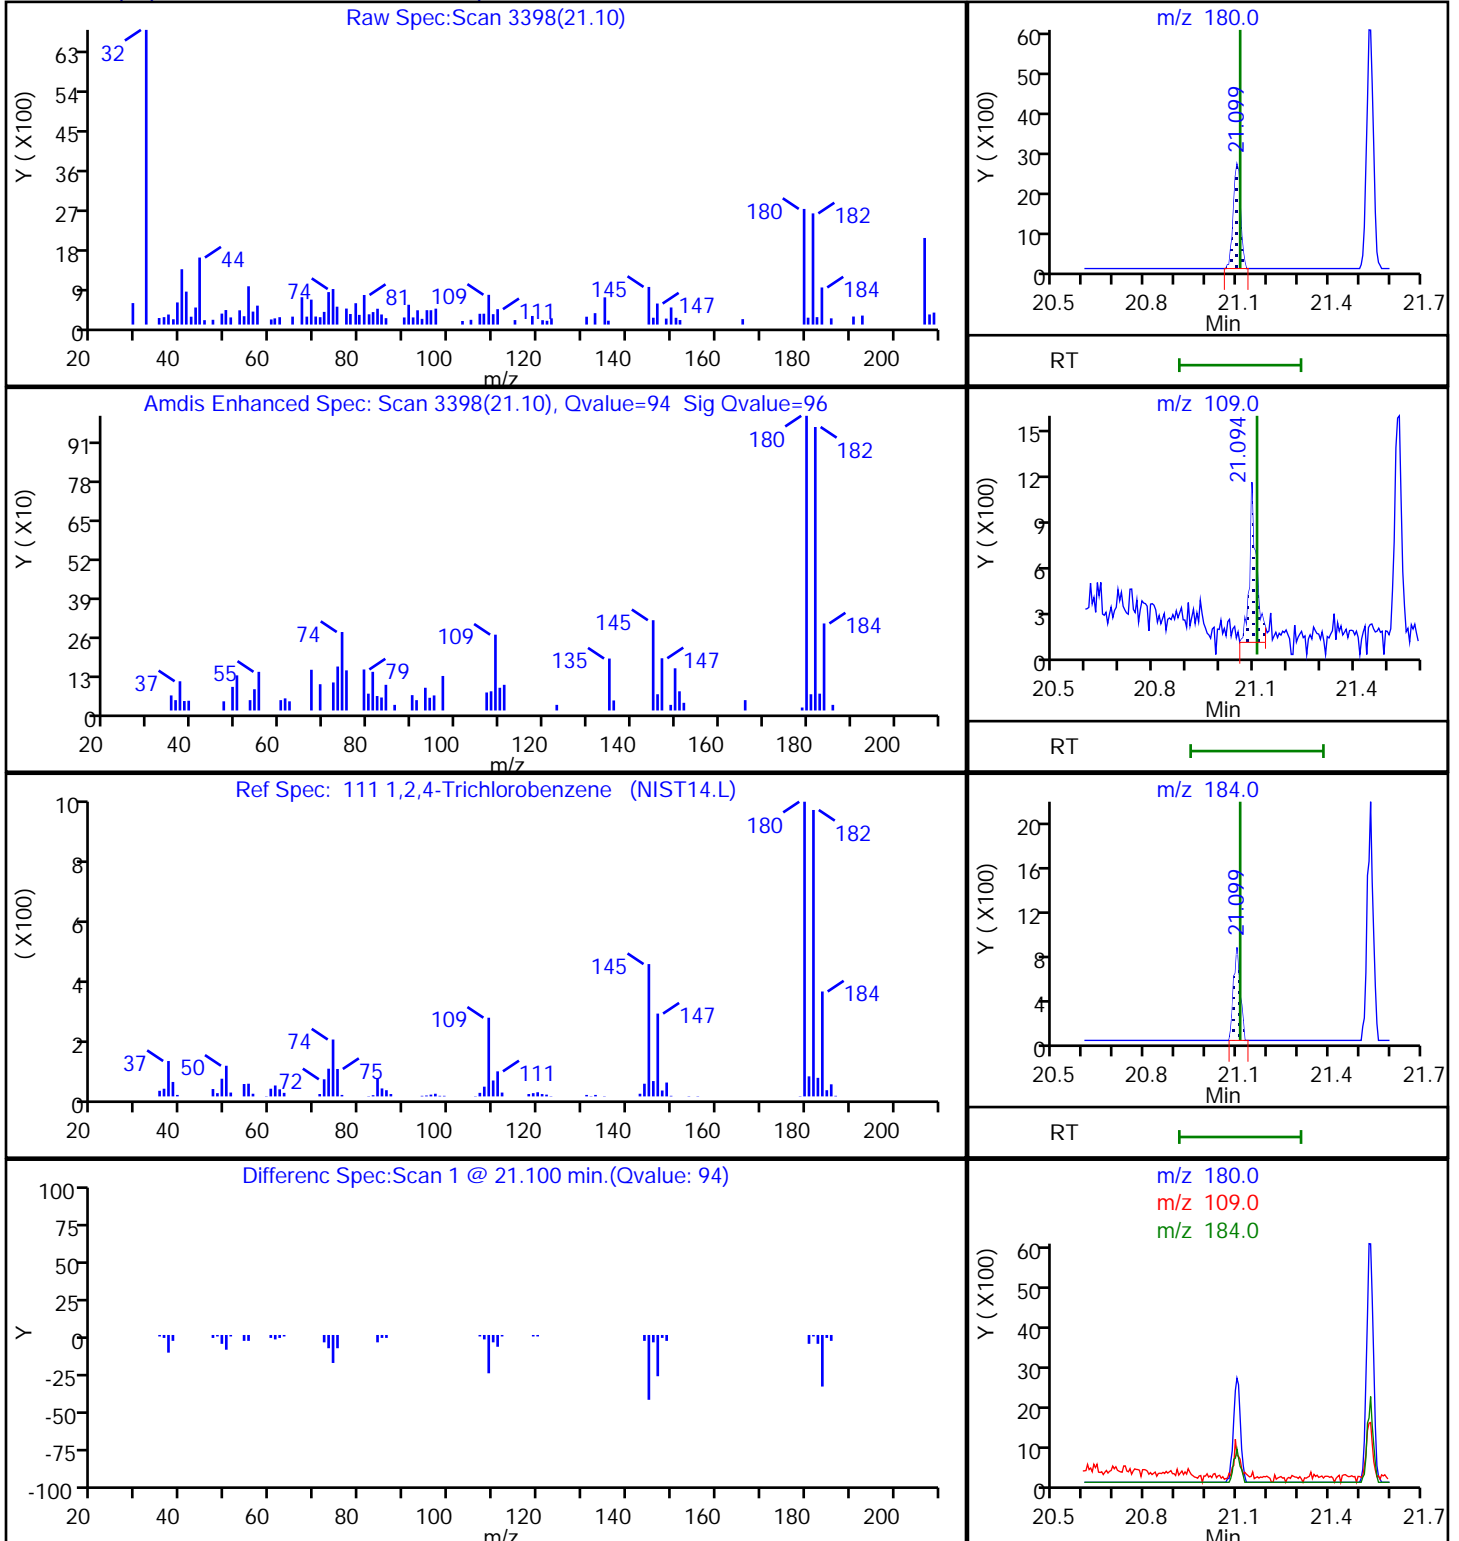 Raw Spec:Scan 3398(21.10)
Y ( X100)
63
54
45
36
27
18
9
0
32
44
74
81
109
111
145
147
180
182
184
20 40 60 80 100 120 140 160 180 200
m/z
m/z 180.0
Y ( X100)
60
50
40
30
20
10
0
21.099
20.5 20.8 21.1 21.4 21.7
Min
RT
Amdis Enhanced Spec: Scan 3398(21.10), Qvalue=94 Sig Qvalue=96
Y ( X10)
91
78
65
52
39
26
13
0
37
55
74
79
109
135
145
147
180
182
184
20 40 60 80 100 120 140 160 180 200
m/z
m/z 109.0
Y ( X100)
15
12
9
6
3
0
21.094
20.5 20.8 21.1 21.4
Min
RT
Ref Spec: 111 1,2,4-Trichlorobenzene (NIST14.L)
( X100)
10
8
6
4
2
0
37
50
72
74
75
109
111
145
147
180
182
184
20 40 60 80 100 120 140 160 180 200
m/z 184.0
Y ( X100)
20
16
12
8
4
0
21.099
20.5 20.8 21.1 21.4 21.7
Min
RT
Differenc Spec:Scan 1 @ 21.100 min.(Qvalue: 94)
Y
100
75
50
25
0
-25
-50
-75
-100
20 40 60 80 100 120 140 160 180 200
m/z
m/z 180.0
m/z 109.0
m/z 184.0
Y ( X100)
60
50
40
30
20
10
0
20.5 20.8 21.1 21.4 21.7
Min